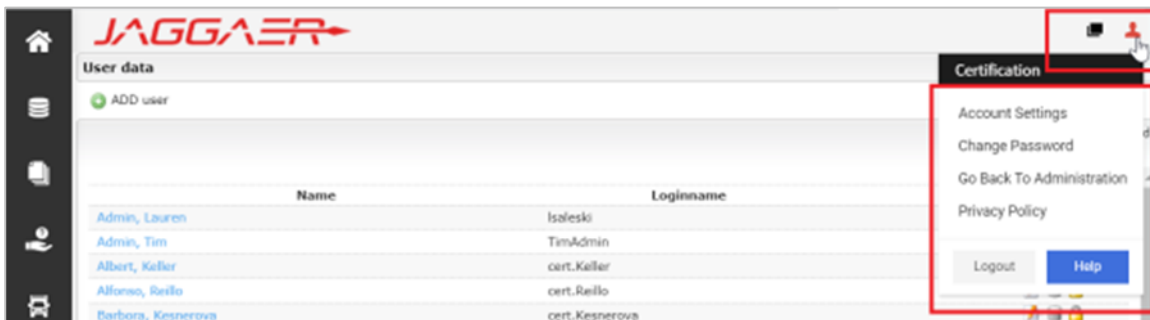 JAGGAER
User data
Certification
ADD user
Account Settings
Change Password
Go Back To Administration
Privacy Policy
Logout Help
Name Loginname
Admin, Lauren lsaleski
Admin, Tim TimAdmin
Albert, Keller cert.Keller
Alfonso, Reillo cert.Reillo
Barbora, Kesnerova cert.Kesnerova